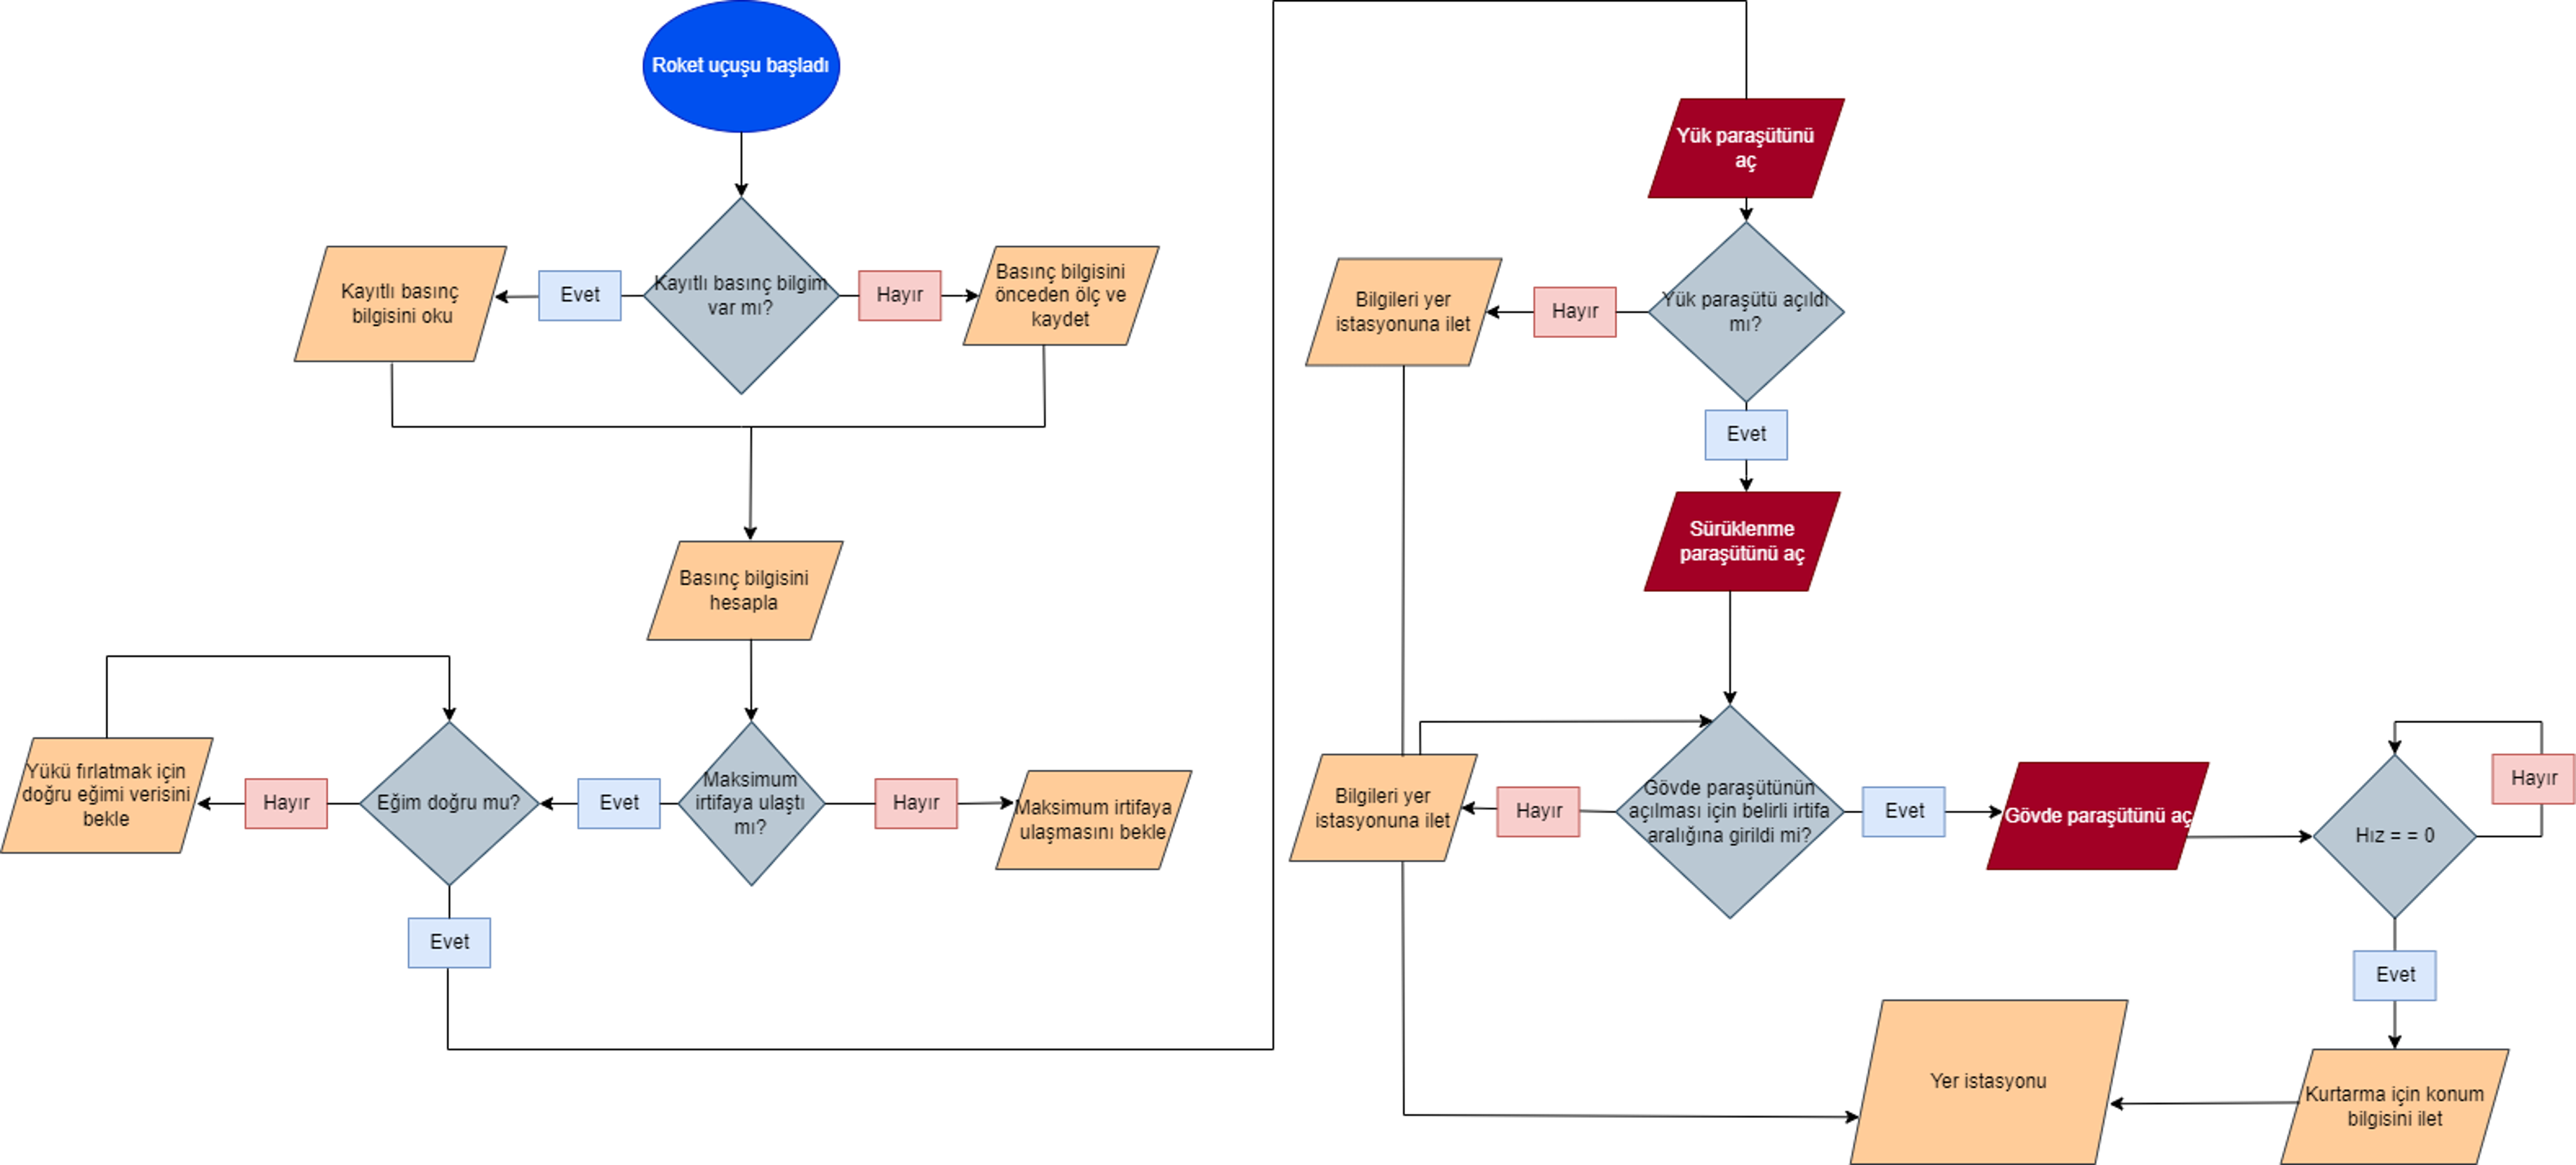 Roket uçuşu başladı
Kayıtlı basınç bilgim
var mı?
Evet
Kayıtlı basınç
bilgisini oku
Hayır
Basınç bilgisini
önceden ölç ve
kaydet
Basınç bilgisini
hesapla
Maksimum
irtifaya ulaştı
mı?
Hayır
Maksimum irtifaya
ulaşmasını bekle
Evet
Eğim doğru mu?
Hayır
Yükü fırlatmak için
doğru eğimi verisini
bekle
Evet
Yük paraşütünü
aç
Yük paraşütü açıldı
mı?
Hayır
Bilgileri yer
istasyonuna ilet
Evet
Sürüklenme
paraşütünü aç
Gövde paraşütünün
açılması için belirli irtifa
aralığına girildi mi?
Hayır
Bilgileri yer
istasyonuna ilet
Evet
Gövde paraşütünü aç
Hız = = 0
Hayır
Evet
Kurtarma için konum
bilgisini ilet
Yer istasyonu